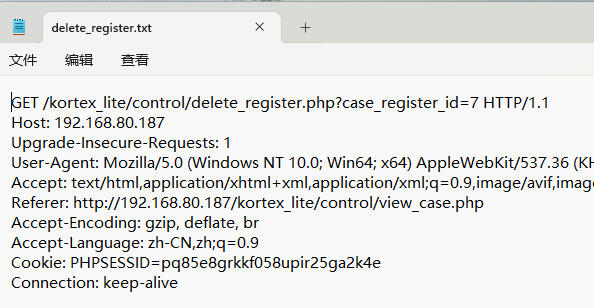 delete_register.txt
文件 编辑 查看
GET /kortex_lite/control/delete_register.php?case_register_id=7 HTTP/1.1
Host: 192.168.80.187
Upgrade-Insecure-Requests: 1
User-Agent: Mozilla/5.0 (Windows NT 10.0; Win64; x64) AppleWebKit/537.36 (KH
Accept: text/html,application/xhtml+xml,application/xml;q=0.9,image/avif,imag
Referer: http://192.168.80.187/kortex_lite/control/view_case.php
Accept-Encoding: gzip, deflate, br
Accept-Language: zh-CN,zh;q=0.9
Cookie: PHPSESSID=pq85e8grkkf058upir25ga2k4e
Connection: keep-alive